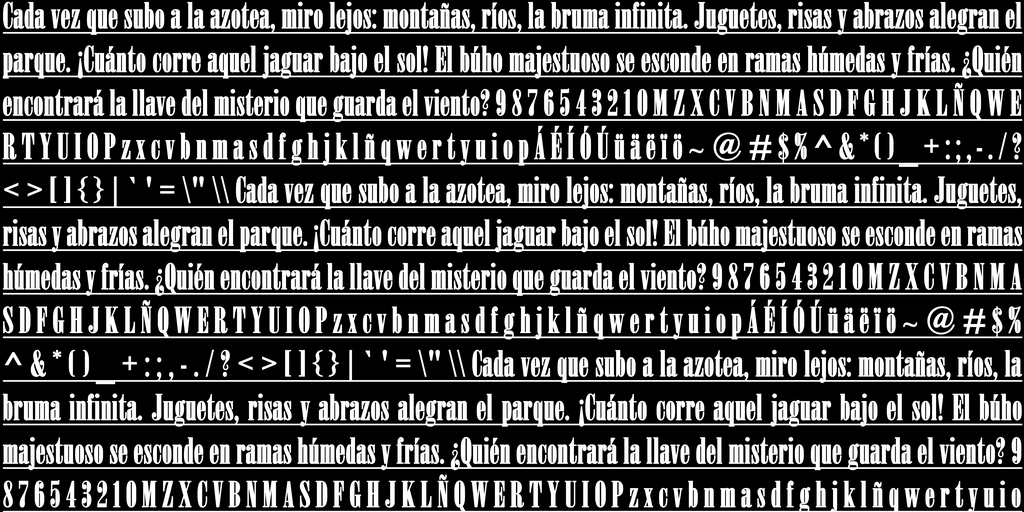 Cada vez que subo a la azotea, miro lejos: montañas, ríos, la bruma infinita. Juguetes, risas y abrazos alegran el
parque. ¡Cuánto corre aquel jaguar bajo el sol! El búho majestuoso se esconde en ramas húmedas y frías. ¿Quién
encontrará la llave del misterio que guarda el viento? 9 8 7 6 5 4 3 2 1 0 M Z X C V B N M A S D F G H J K L Ñ Q W E
R T Y U I O P z x c v b n m a s d f g h j k l ñ q w e r t y u i o p Á É Í Ó Ú ü ä ë ï ö ~ @ # $ % ^ & * ( ) _ + : ; , - . / ?
< > [ ] { } | ` ' = \" \\ Cada vez que subo a la azotea, miro lejos: montañas, ríos, la bruma infinita. Juguetes,
risas y abrazos alegran el parque. ¡Cuánto corre aquel jaguar bajo el sol! El búho majestuoso se esconde en ramas
húmedas y frías. ¿Quién encontrará la llave del misterio que guarda el viento? 9 8 7 6 5 4 3 2 1 0 M Z X C V B N M A
S D F G H J K L Ñ Q W E R T Y U I O P z x c v b n m a s d f g h j k l ñ q w e r t y u i o p Á É Í Ó Ú ü ä ë ï ö ~ @ # $ %
^ & * ( ) _ + : ; , - . / ? < > [ ] { } | ` ' = \" \\ Cada vez que subo a la azotea, miro lejos: montañas, ríos, la
bruma infinita. Juguetes, risas y abrazos alegran el parque. ¡Cuánto corre aquel jaguar bajo el sol! El búho
majestuoso se esconde en ramas húmedas y frías. ¿Quién encontrará la llave del misterio que guarda el viento? 9
8 7 6 5 4 3 2 1 0 M Z X C V B N M A S D F G H J K L Ñ Q W E R T Y U I O P z x c v b n m a s d f g h j k l ñ q w e r t y u i o